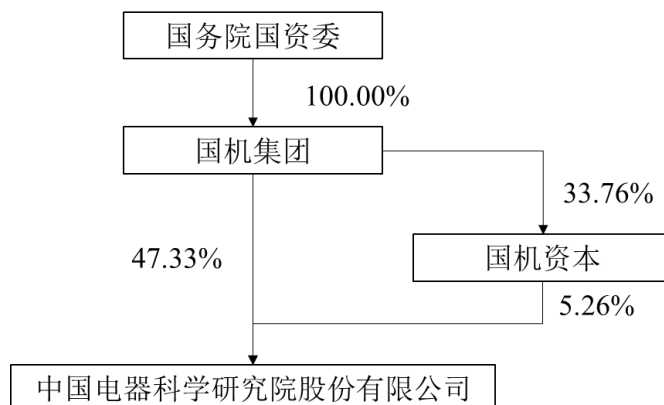 国务院国资委
100.00%
国机集团
33.76%
47.33%
国机资本
5.26%
中国电器科学研究院股份有限公司